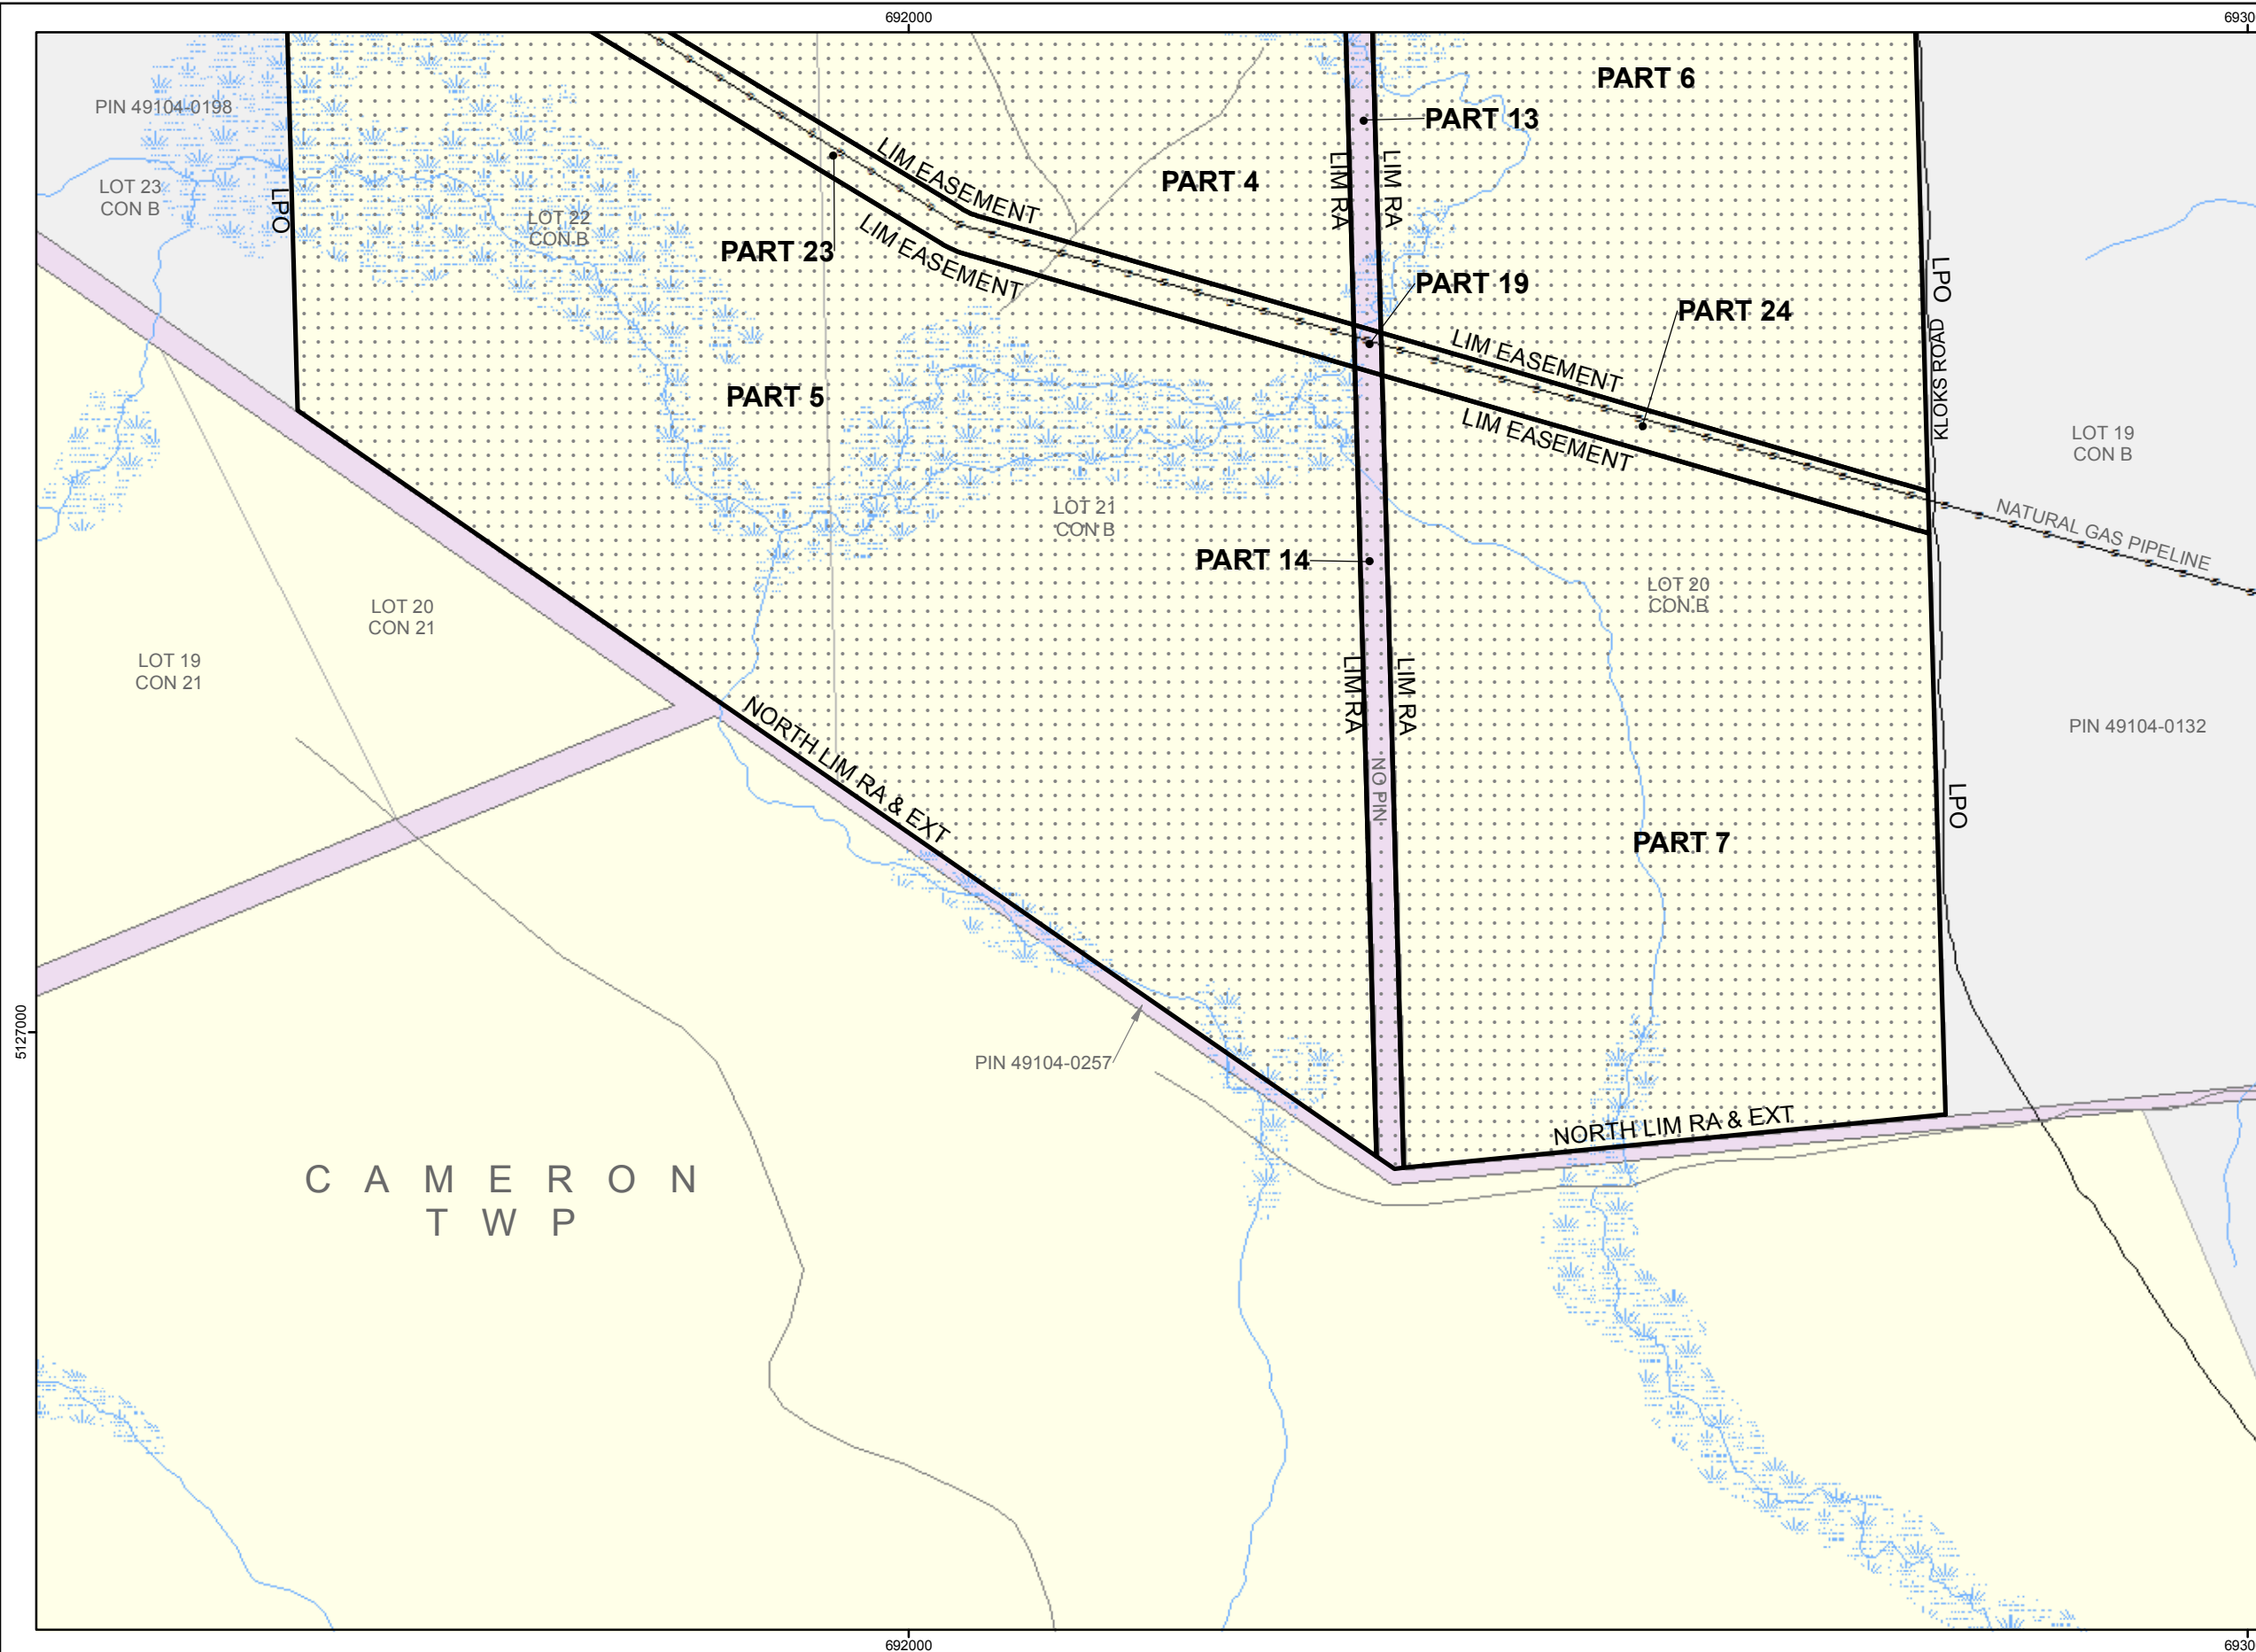 692000
6930
PIN 49104-0198
PART 6
PART 13
LOT 23
CON B
LPO
LIM EASEMENT
LIM RA
LIM RA
PART 4
LOT 22
CON B
PART 23
LIM EASEMENT
PART 19
PART 24
LPO
KLOKS ROAD
LIM EASEMENT
PART 5
LIM EASEMENT
LOT 19
CON B
LOT 21
CON B
NATURAL GAS PIPELINE
PART 14
LOT 20
CON B
LOT 20
CON 21
LOT 19
CON 21
LIM RA
LIM RA
PIN 49104-0132
NORTH LIM RA & EXT
NO PIN
LPO
PART 7
5127000
PIN 49104-0257
NORTH LIM RA & EXT
CAMERON
TWP
692000
6930